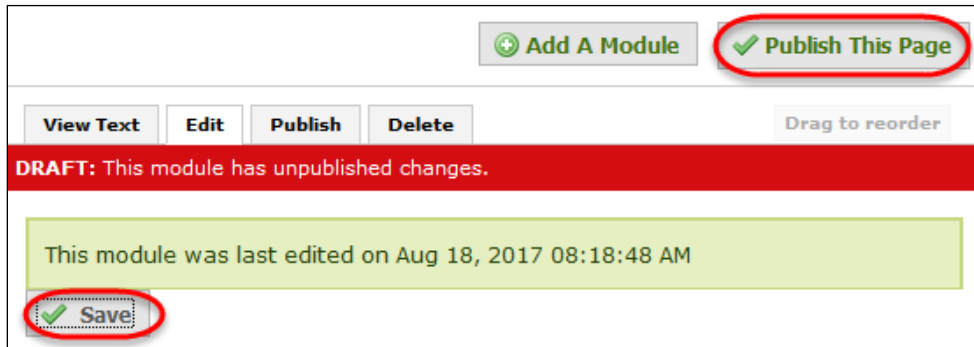 Add A Module Publish This Page
View Text Edit Publish Delete Drag to reorder
DRAFT: This module has unpublished changes.
This module was last edited on Aug 18, 2017 08:18:48 AM
Save